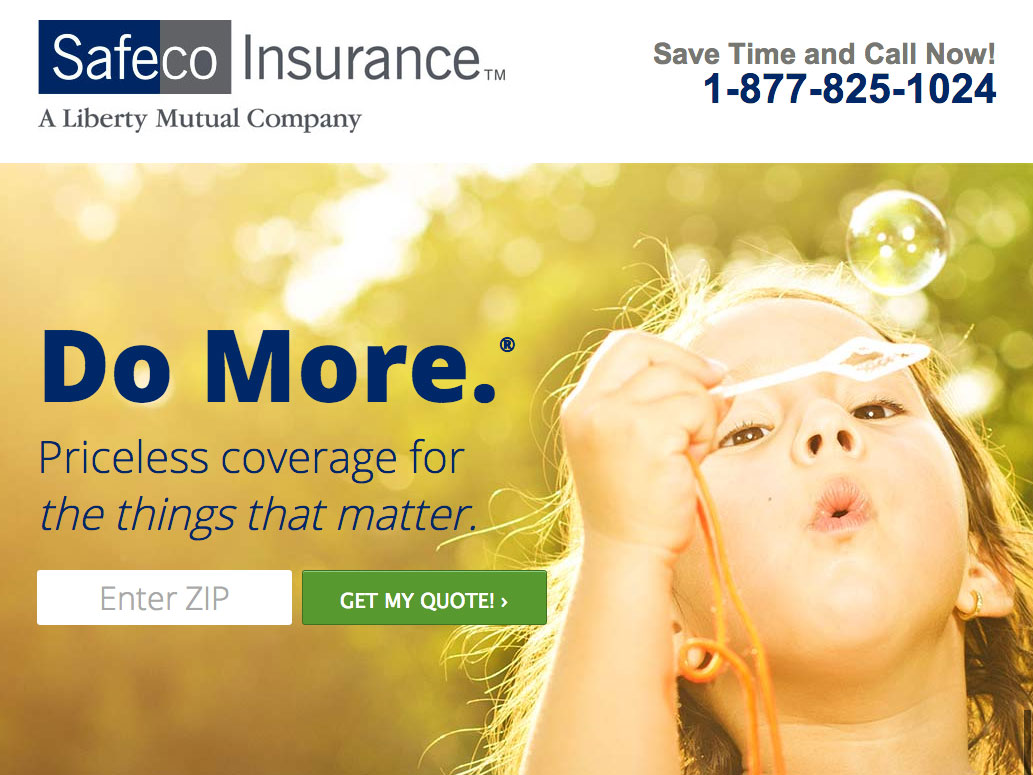 Safeco Insurance™
A Liberty Mutual Company
Save Time and Call Now!
1-877-825-1024
Do More.®
Priceless coverage for
the things that matter.
Enter ZIP
GET MY QUOTE! ›